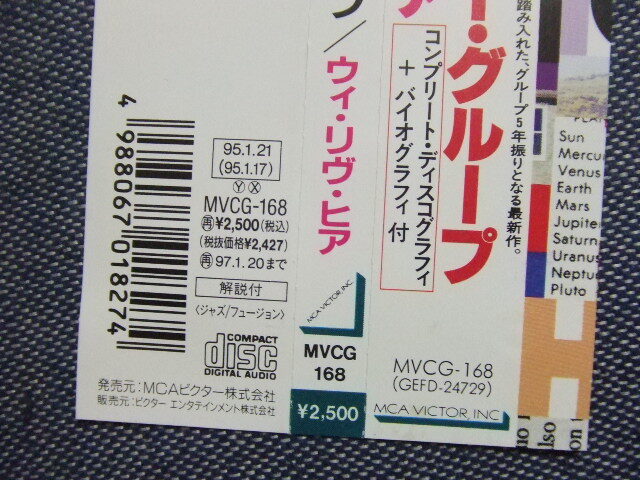 4 988067 018274
95.1.21
(95.1.17)
Ⓨ Ⓧ
MVCG-168
㊞¥2,500(税込)
(税抜価格¥2,427)
97.1.20まで
解説付
〈ジャズ/フュージョン〉
COMPACT
disc
DIGITAL AUDIO
発売元:MCAビクター株式会社
販売元:ビクター エンタテインメント株式会社
プ/ウィ・リヴ・ヒア
MCA VICTOR, INC.
MVCG
168
¥2,500
ー・グループ
ア
コンプリート・ディスコグラフィ
+ バイオグラフィ 付
MVCG-168
(GEFD-24729)
MCA VICTOR, INC.
踏み入れた、グループ5年振りとなる最新作。
Sun
Mercu
Venus
Earth
Mars
Jupite
Saturn
Uranus
Neptu
Pluto
no
also
on